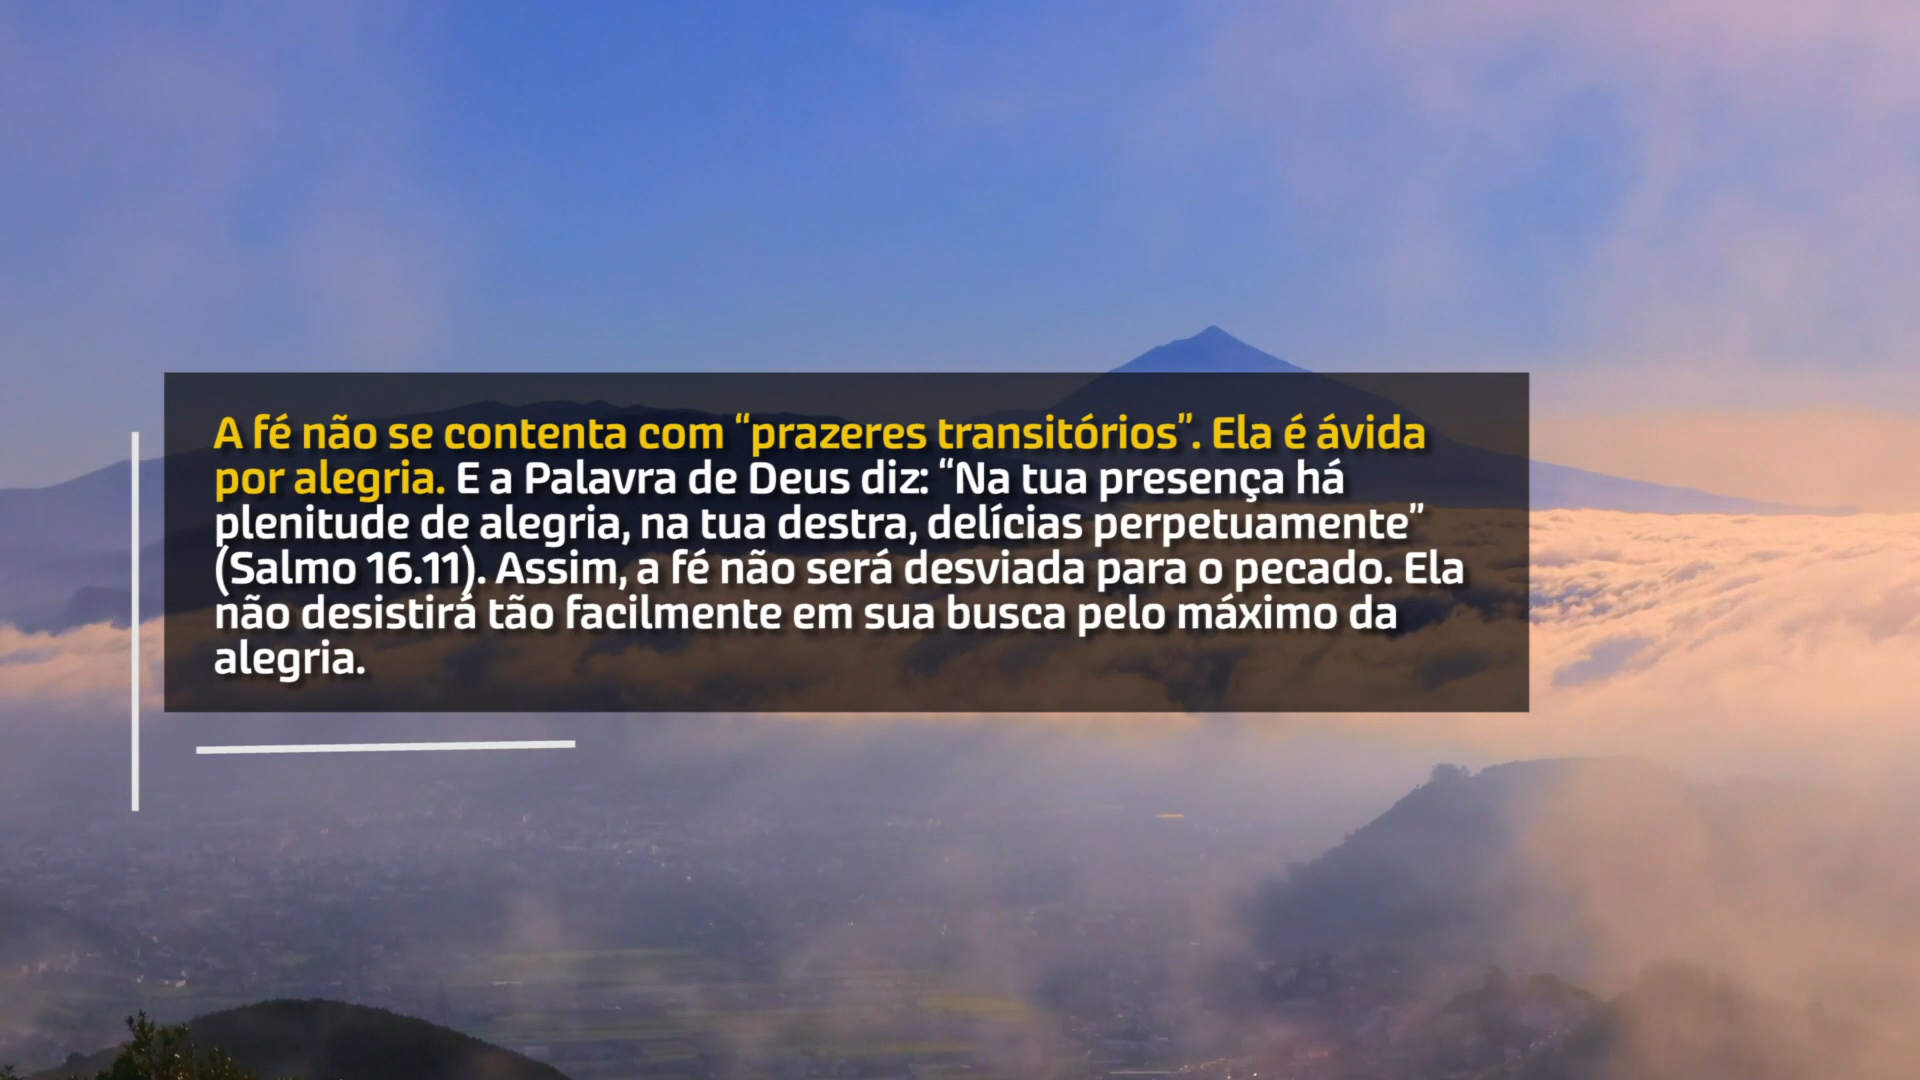 A fé não se contenta com “prazeres transitórios”. Ela é ávida
por alegria. E a Palavra de Deus diz: “Na tua presença há
plenitude de alegria, na tua destra, delícias perpetuamente”
(Salmo 16.11). Assim, a fé não será desviada para o pecado. Ela
não desistirá tão facilmente em sua busca pelo máximo da
alegria.